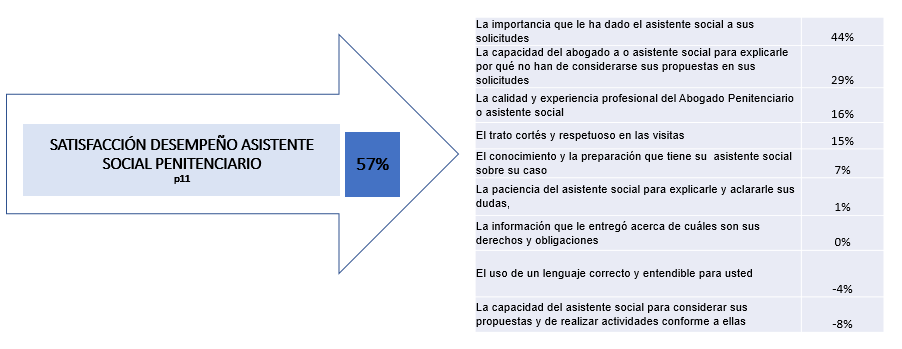 SATISFACCIÓN DESEMPEÑO ASISTENTE
SOCIAL PENITENCIARIO
p11
57%
La importancia que le ha dado el asistente social a sus
solicitudes
44%
La capacidad del abogado a o asistente social para explicarle
por qué no han de considerarse sus propuestas en sus
solicitudes
29%
La calidad y experiencia profesional del Abogado Penitenciario
o asistente social
16%
El trato cortés y respetuoso en las visitas
15%
El conocimiento y la preparación que tiene su asistente social
sobre su caso
7%
La paciencia del asistente social para explicarle y aclararle sus
dudas,
1%
La información que le entregó acerca de cuáles son sus
derechos y obligaciones
0%
El uso de un lenguaje correcto y entendible para usted
-4%
La capacidad del asistente social para considerar sus
propuestas y de realizar actividades conforme a ellas
-8%